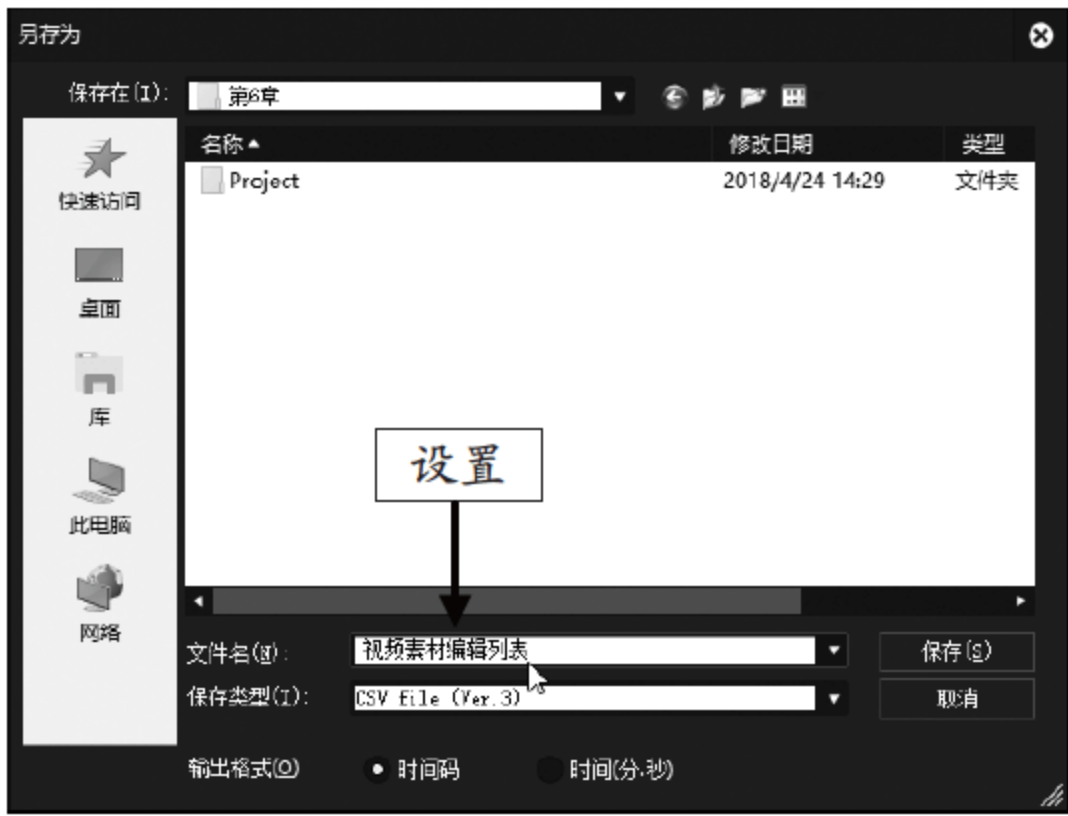 另存为
保存在(I):
第6章
名称
修改日期
类型
Project
2018/4/24 14:29
文件夹
快速访问
桌面
库
此电脑
网络
设置
文件名(N):
视频素材编辑列表
保存(S)
保存类型(T):
CSV file (Ver.3)
取消
输出格式(O)
时间码
时间(分.秒)